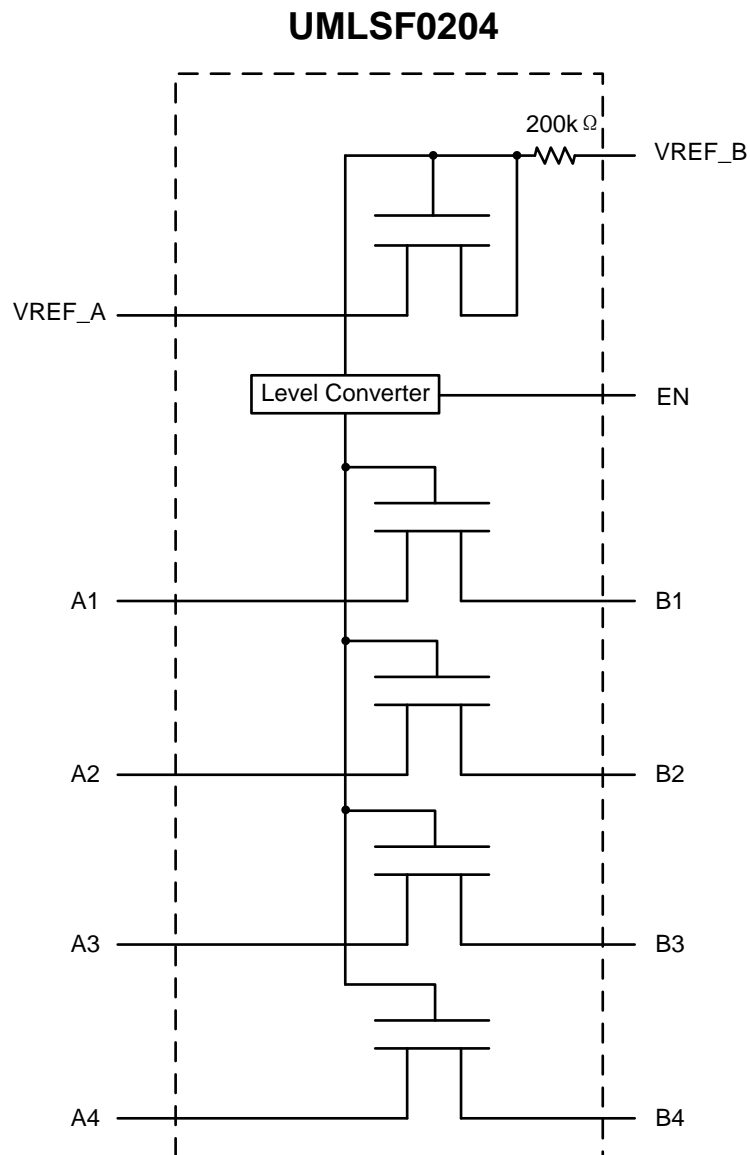 UMLSF0204
200kΩ
VREF_B
VREF_A
Level Converter
EN
A1
B1
A2
B2
A3
B3
A4
B4